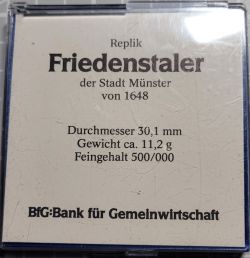 Replik
Friedenstaler
der Stadt Münster
von 1648
Durchmesser 30,1 mm
Gewicht ca. 11,2 g
Feingehalt 500/000
BfG:Bank für Gemeinwirtschaft